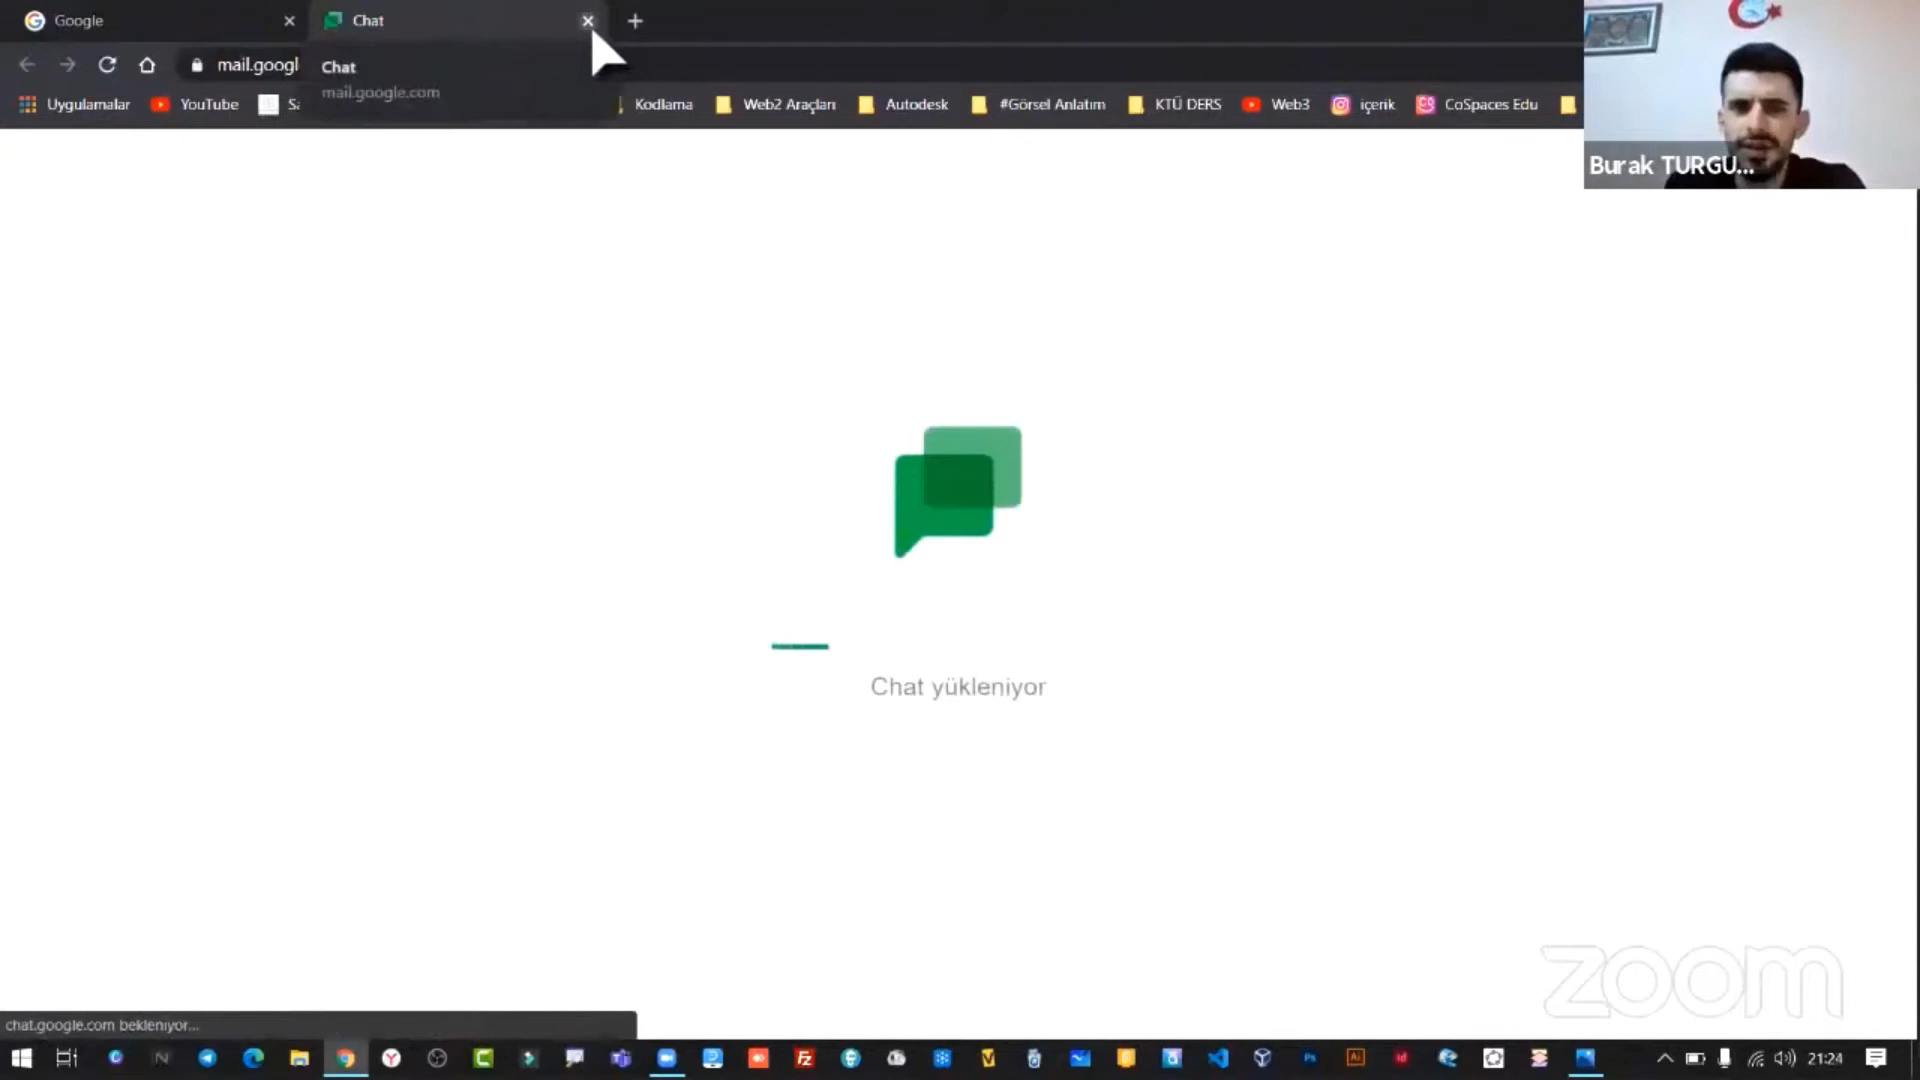 Google
Chat
mail.googl
Chat
mail.google.com
Uygulamalar
YouTube
Sa
Kodlama
Web2 Araçları
Autodesk
#Görsel Anlatım
KTÜ DERS
Web3
içerik
CoSpaces Edu
Burak TURGU...
Chat yükleniyor
zoom
chat.google.com bekleniyor...
21:24